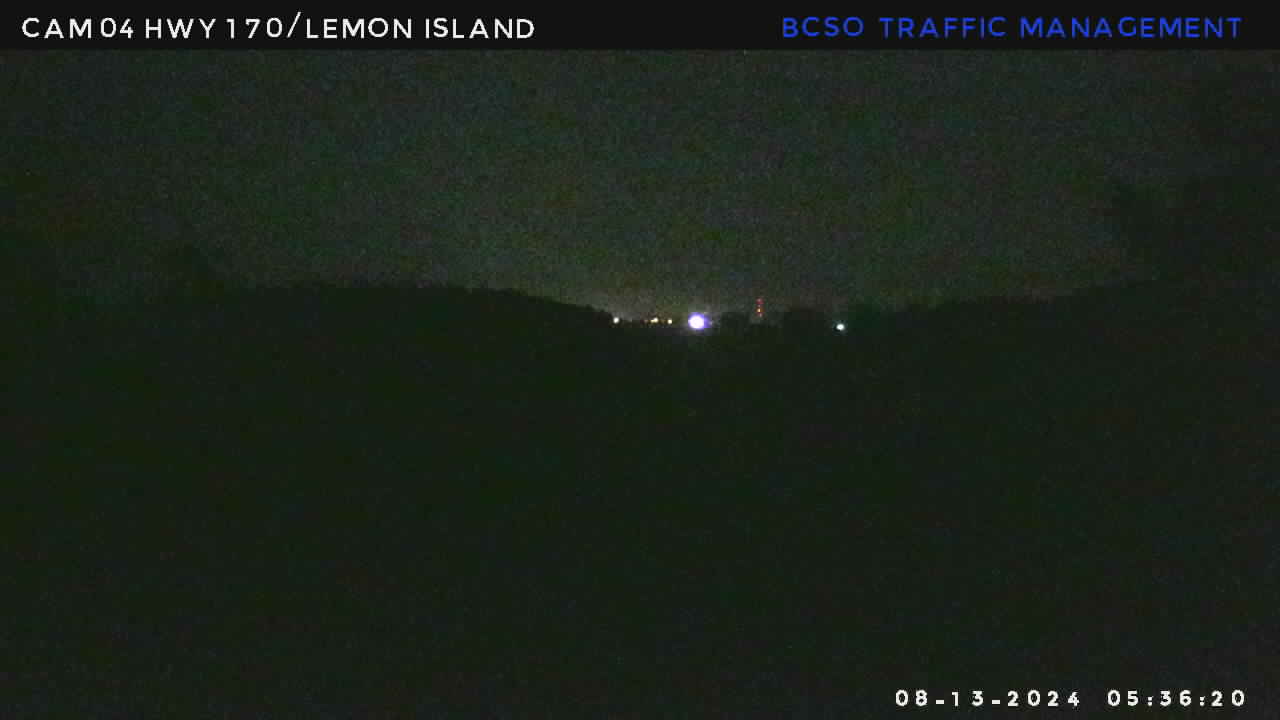 CAM04 HWY 170/LEMON ISLAND
BCSO TRAFFIC MANAGEMENT
08-13-2024 05:36:20